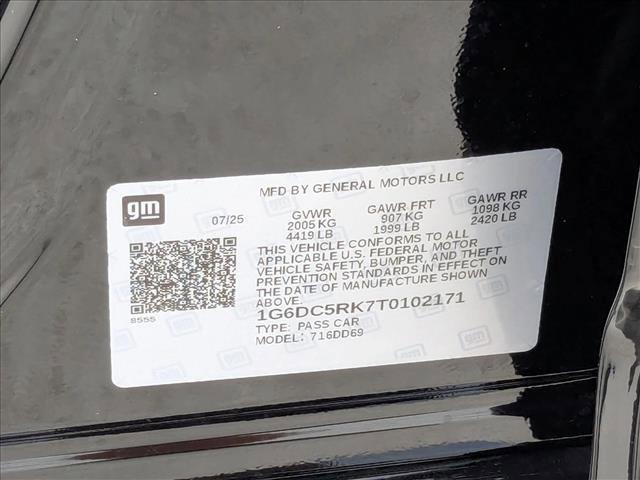 MFD BY GENERAL MOTORS LLC
gm
07/25
GVWR GAWR FRT GAWR RR
2005 KG 907 KG 1098 KG
4419 LB 1999 LB 2420 LB
THIS VEHICLE CONFORMS TO ALL
APPLICABLE U.S. FEDERAL MOTOR
VEHICLE SAFETY, BUMPER, AND THEFT
PREVENTION STANDARDS IN EFFECT ON
THE DATE OF MANUFACTURE SHOWN
ABOVE.
8555
1G6DC5RK7T0102171
TYPE: PASS CAR
MODEL: 716DD69